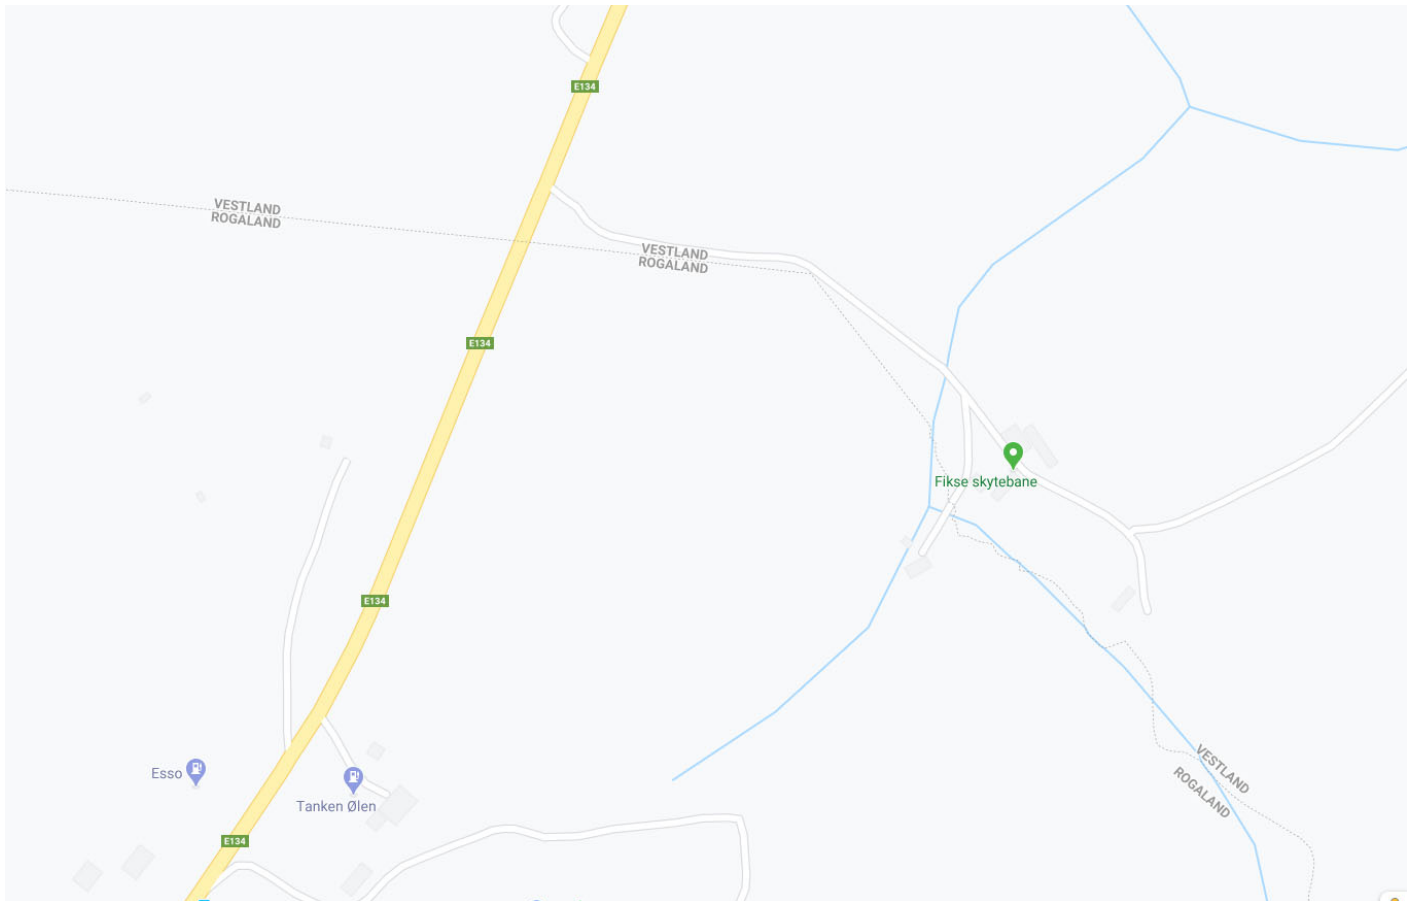 E134
VESTLAND
ROGALAND
VESTLAND
ROGALAND
E134
Fikse skytebane
E134
VESTLAND
ROGALAND
Esso
Tanken Ølen
E134